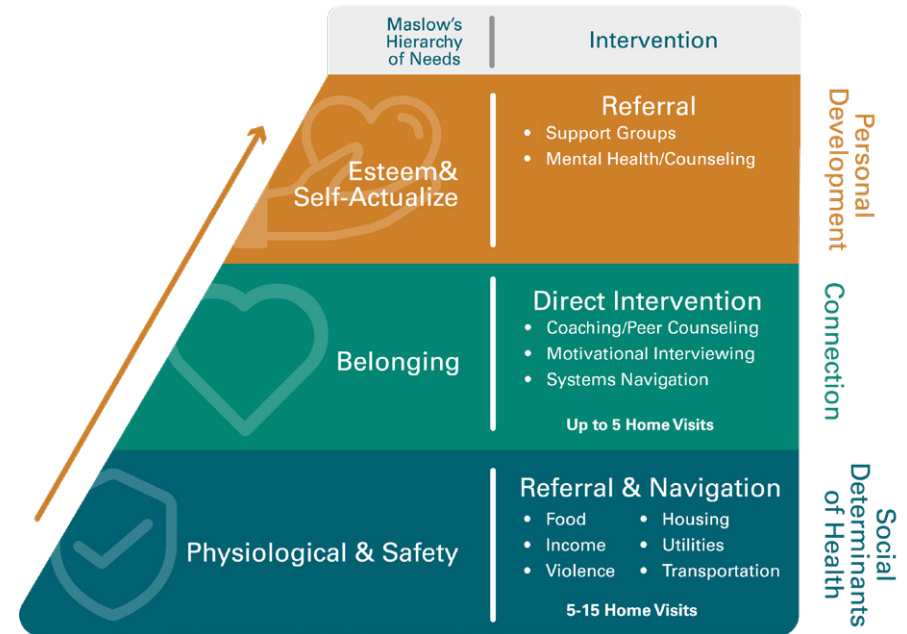 Maslow's
Hierarchy
of Needs
Intervention
Esteem&
Self-Actualize
Referral
• Support Groups
• Mental Health/Counseling
Personal
Development
Belonging
Direct Intervention
• Coaching/Peer Counseling
• Motivational Interviewing
• Systems Navigation
Up to 5 Home Visits
Connection
Physiological & Safety
Referral & Navigation
• Food • Housing
• Income • Utilities
• Violence • Transportation
5-15 Home Visits
Social
Determinants
of Health